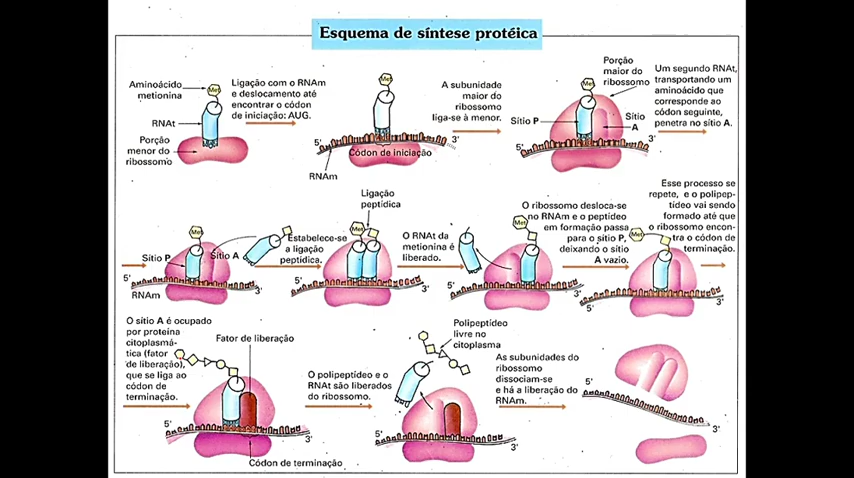 Esquema de síntese protéica
Aminoácido
metionina
Met
RNAt
Porção
menor do
ribossomo
Ligação com o RNAm
e deslocamento até
encontrar o códon
de iniciação: AUG.
Met
5'
3'
Códon de iniciação
RNAm
A subunidade
maior do
ribossomo
liga-se à menor.
Met
Porção
maior do
ribossomo
Sítio P
Sítio
A
5'
3'
Um segundo RNAt,
transportando um
aminoácido que
corresponde ao
códon seguinte,
penetra no sítio A.
Met
Sítio P
Sítio A
5'
3'
RNAm
Estabelece-se
a ligação
peptídica.
Ligação
peptídica
Met
5'
3'
O RNAt da
metionina é
liberado.
Met
5'
3'
O ribossomo desloca-se
no RNAm e o peptídeo
em formação passa
para o sítio P,
deixando o sítio
A vazio.
Met
5'
3'
Esse processo se
repete, e o polipep-
tídeo vai sendo
formado até que
o ribossomo encon-
tra o códon de
terminação.
O sítio A é ocupado
por proteína
citoplasmá-
tica (fator
de liberação),
que se liga ao
códon de
terminação.
Fator de liberação
5'
3'
Códon de terminação
O polipeptídeo e o
RNAt são liberados
do ribossomo.
Polipeptídeo
livre no
citoplasma
5'
3'
As subunidades do
ribossomo
dissociam-se
e há a liberação do
RNAm.
5'
3'